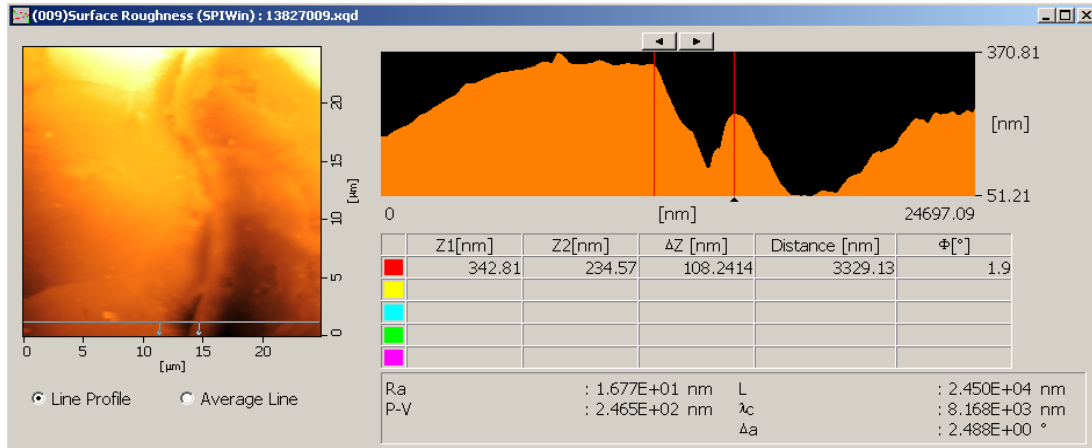 (009)Surface Roughness (SPIWin) : 13827009.xqd
370.81
[nm]
51.21
0 [nm] 24697.09
20
15
10
5
0
[µm]
0 5 10 15 20
[µm]
Z1[nm] Z2[nm] ΔZ [nm] Distance [nm] Φ[°]
342.81 234.57 108.2414 3329.13 1.9
Line Profile Average Line
Ra : 1.677E+01 nm L : 2.450E+04 nm
P-V : 2.465E+02 nm λc : 8.168E+03 nm
Δa : 2.488E+00 °